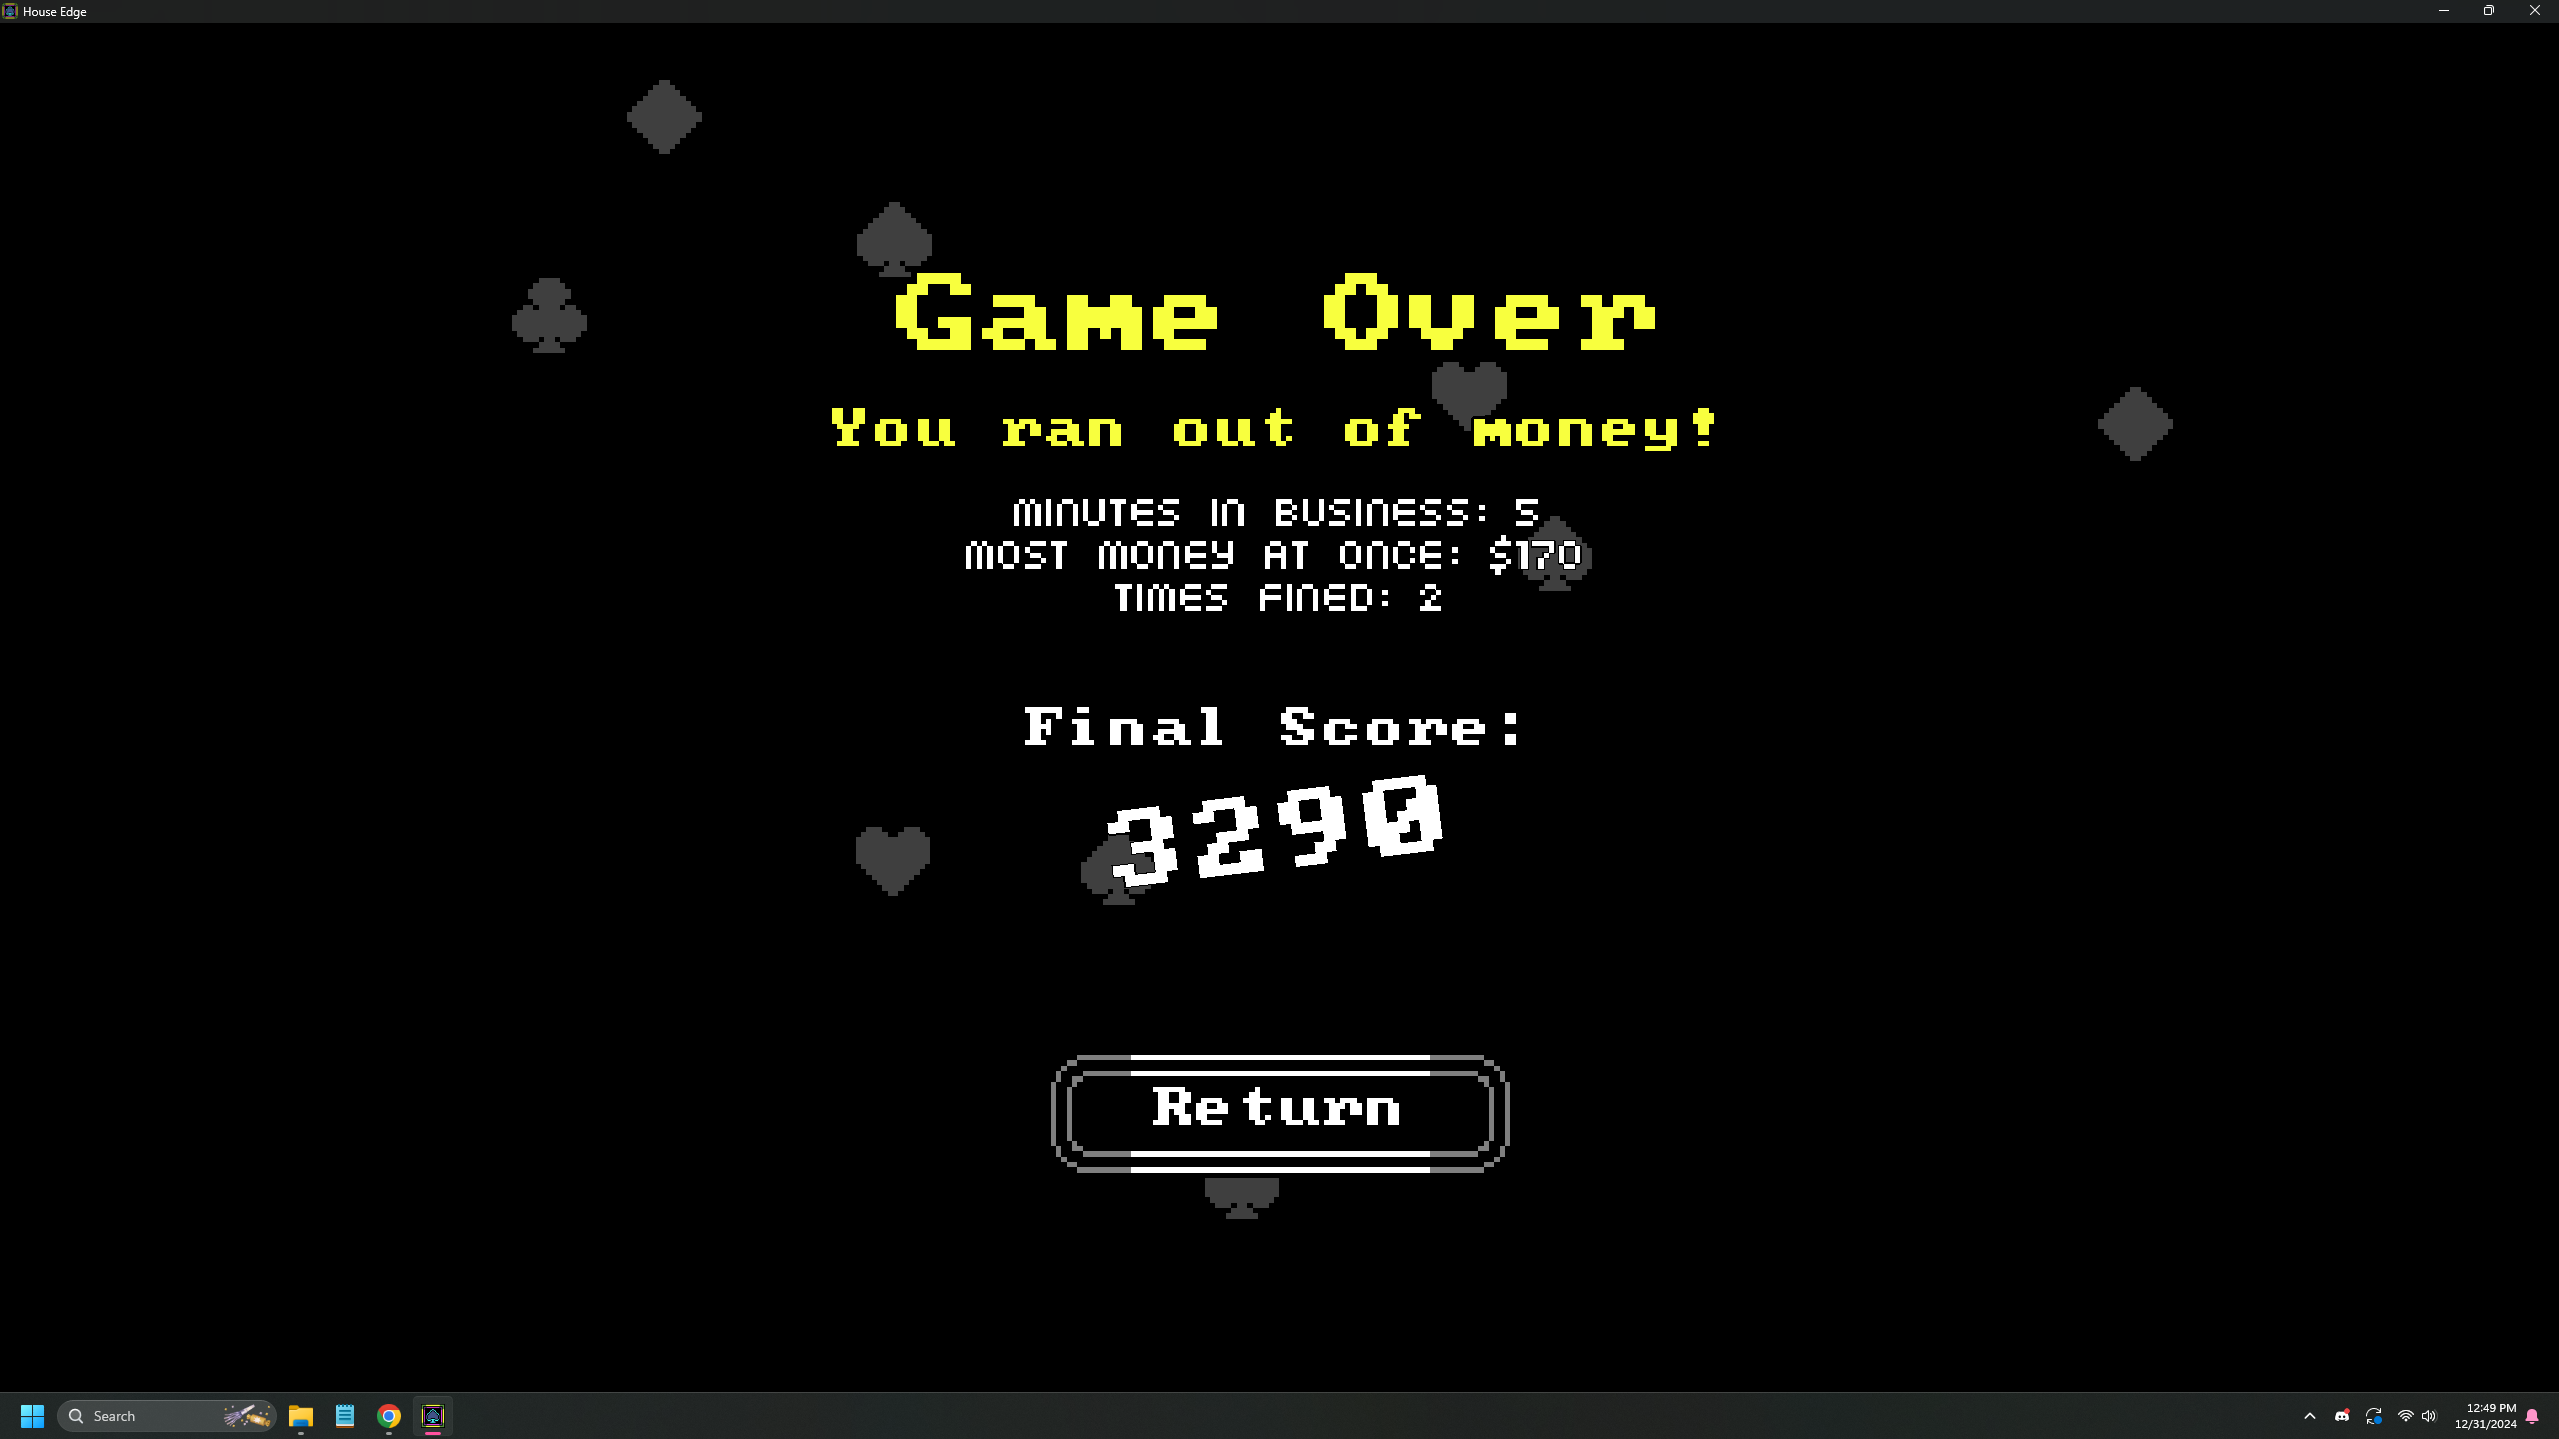 House Edge
Game Over
You ran out of money!
MINUTES IN BUSINESS: 5
MOST MONEY AT ONCE: $170
TIMES FINED: 2
Final Score:
3290
Return
Search
12:49 PM
12/31/2024